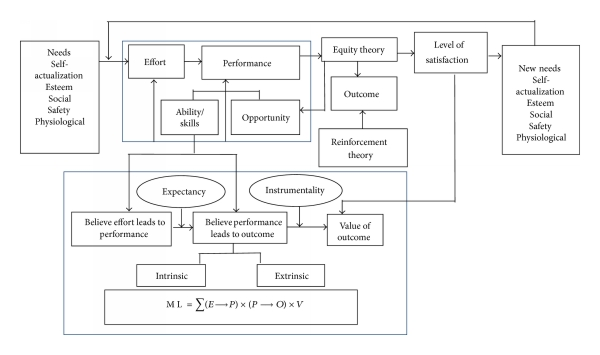 Needs
Self-
actualization
Esteem
Social
Safety
Physiological
Effort
Performance
Ability/
skills
Opportunity
Equity theory
Outcome
Reinforcement
theory
Level of
satisfaction
New needs
Self-
actualization
Esteem
Social
Safety
Physiological
Expectancy
Instrumentality
Believe effort leads to
performance
Believe performance
leads to outcome
Value of
outcome
Intrinsic
Extrinsic
M L = ∑(E ⟶ P) × (P ⟶ O) × V